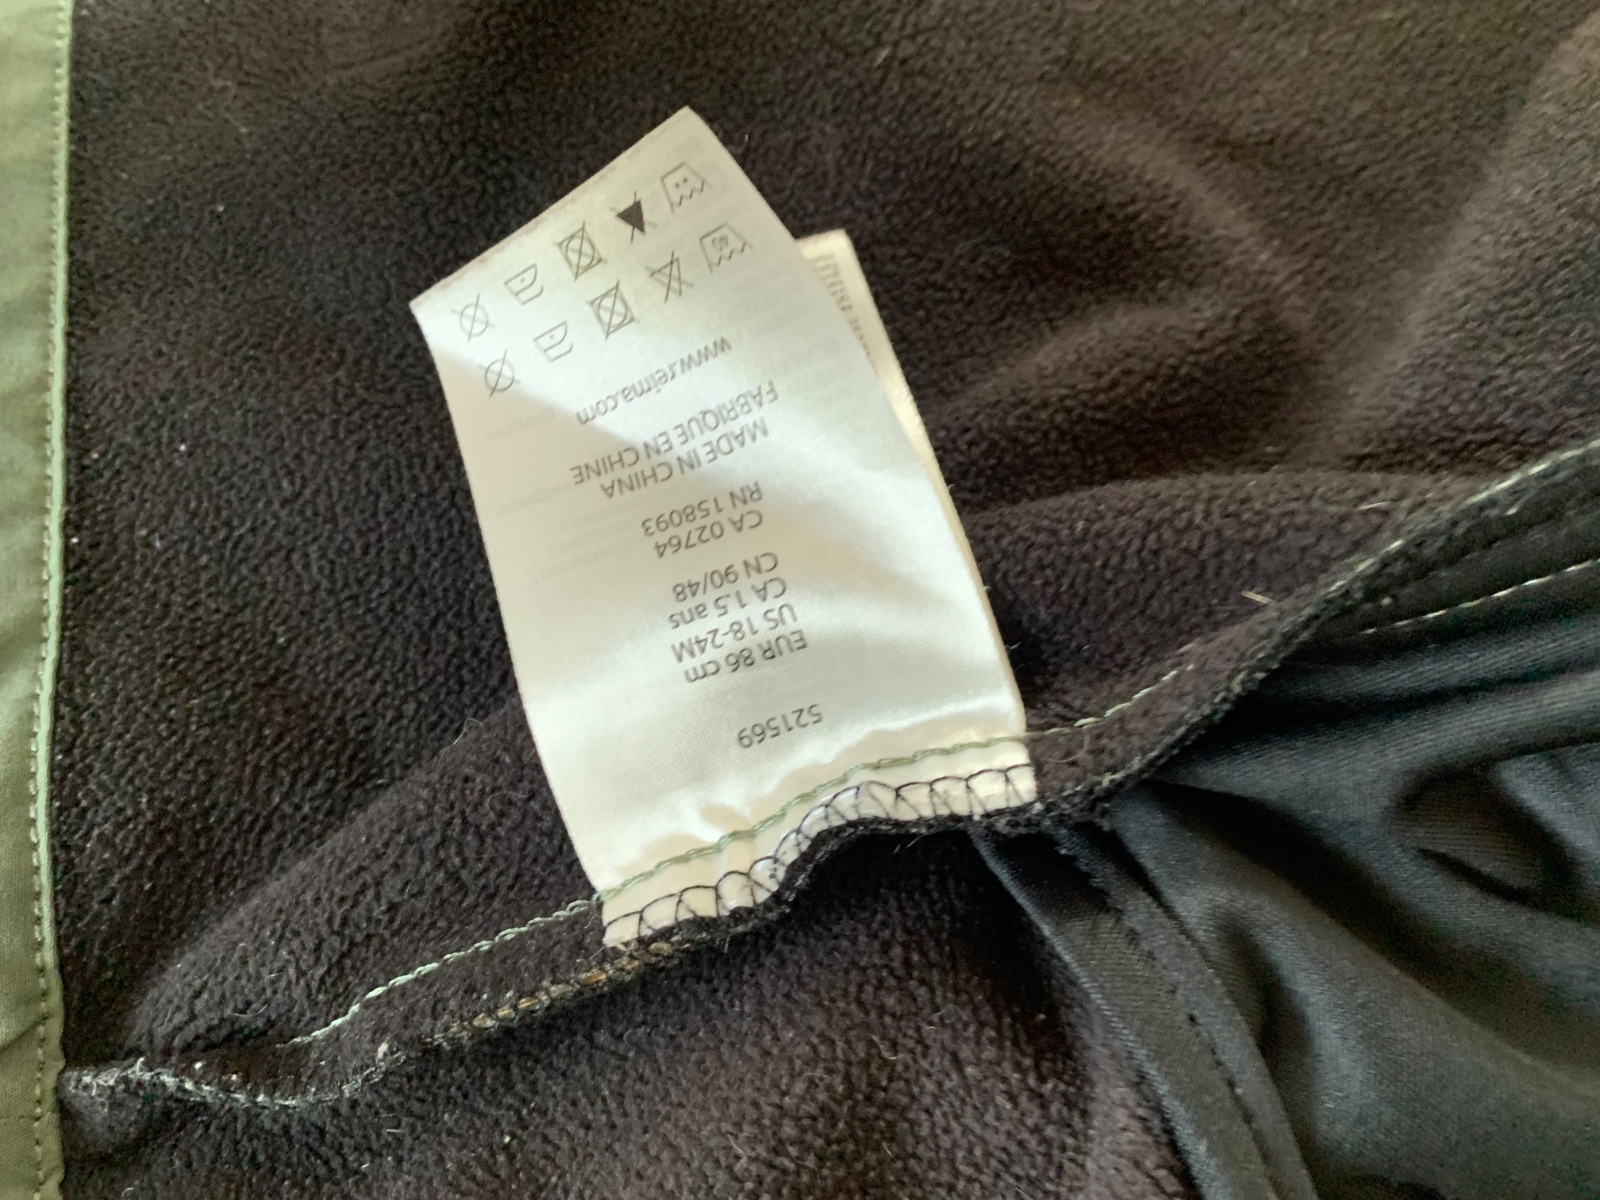 521569
EUR 86 cm
US 18-24M
CA 1.5 ans
CN 90/48
CA 02764
RN 158093
MADE IN CHINA
FABRIQUE EN CHINE
www.reima.com